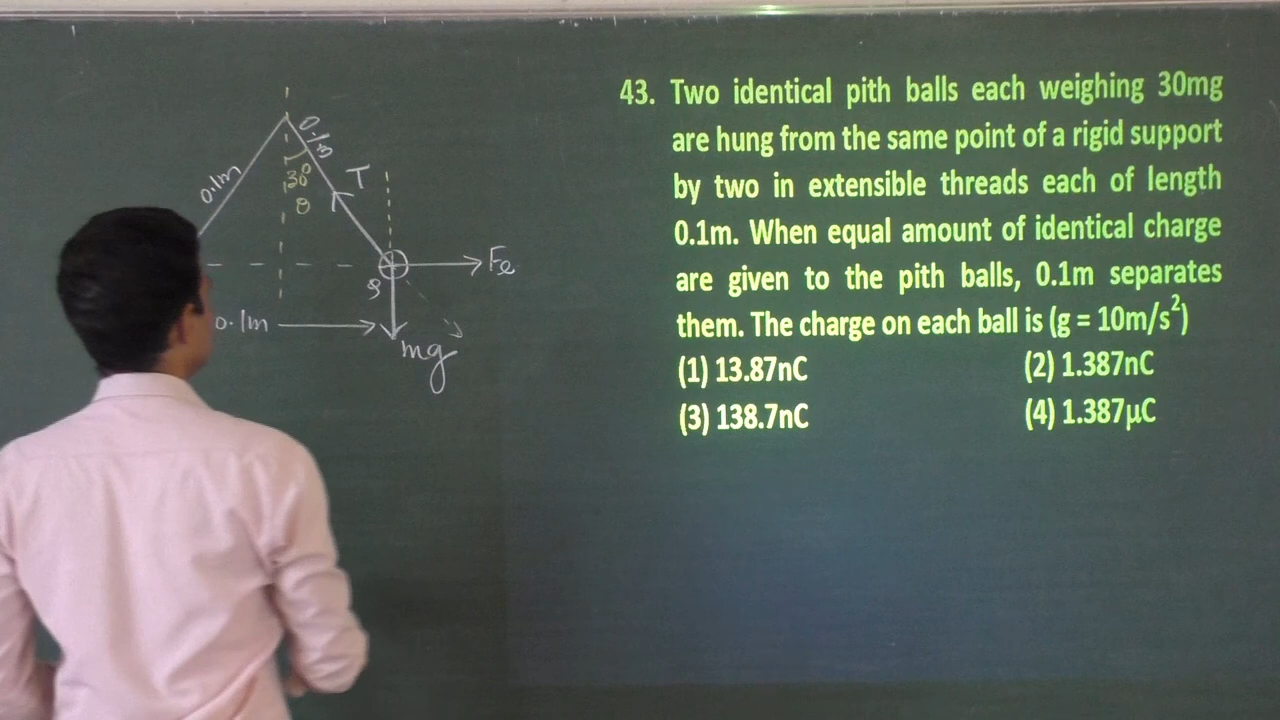 43. Two identical pith balls each weighing 30mg
are hung from the same point of a rigid support
by two in extensible threads each of length
0.1m. When equal amount of identical charge
are given to the pith balls, 0.1m separates
them. The charge on each ball is (g = 10m/s²)
(1) 13.87nC (2) 1.387nC
(3) 138.7nC (4) 1.387μC
0.1m
30°
θ
T
Fe
0.1m
mg